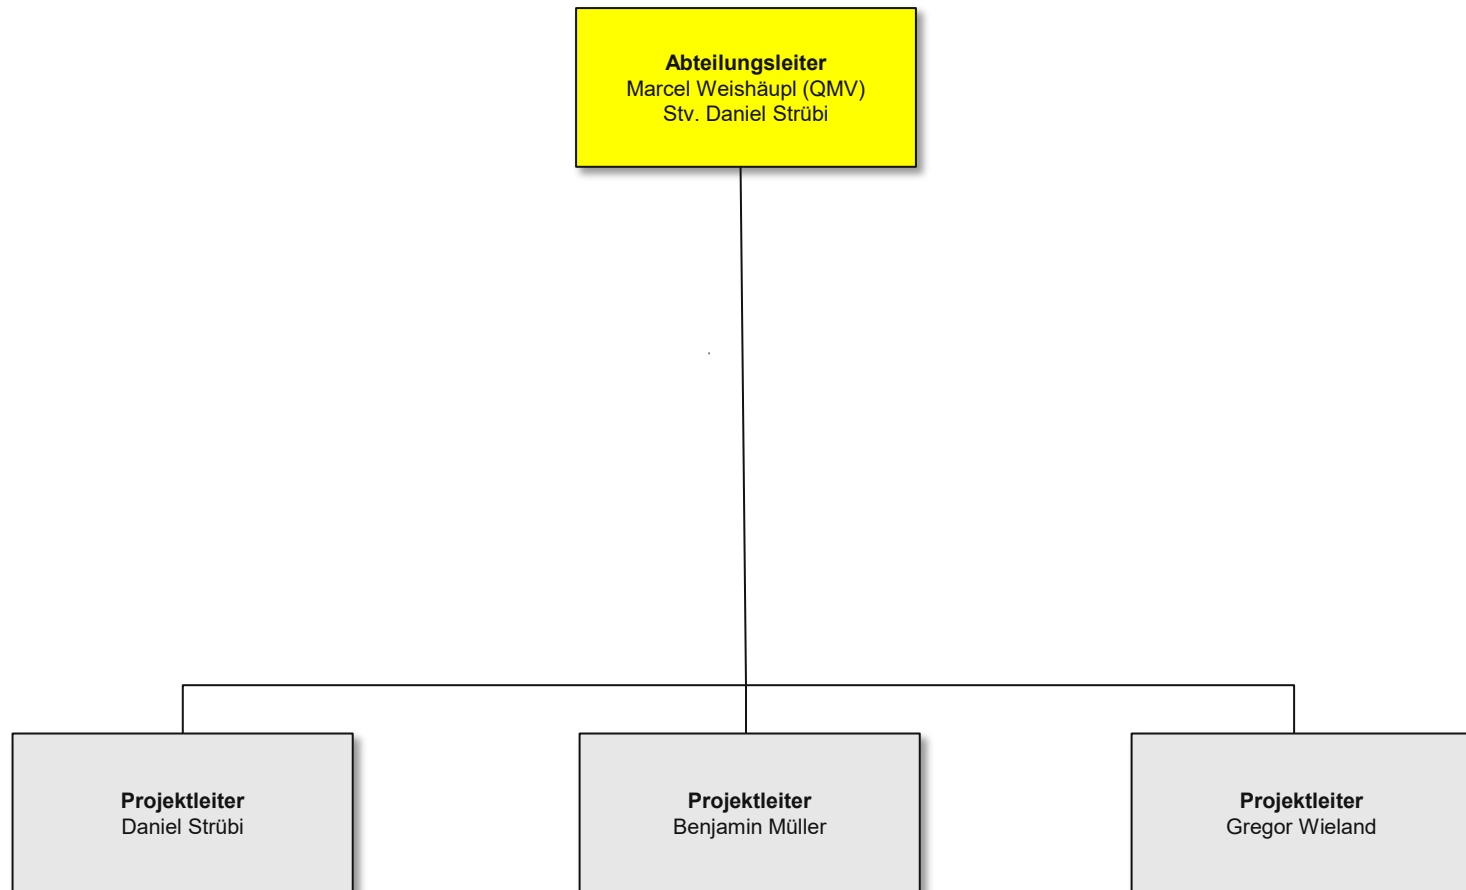 Abteilungsleiter
Marcel Weishäupl (QMV)
Stv. Daniel Strübi
Projektleiter
Daniel Strübi
Projektleiter
Benjamin Müller
Projektleiter
Gregor Wieland